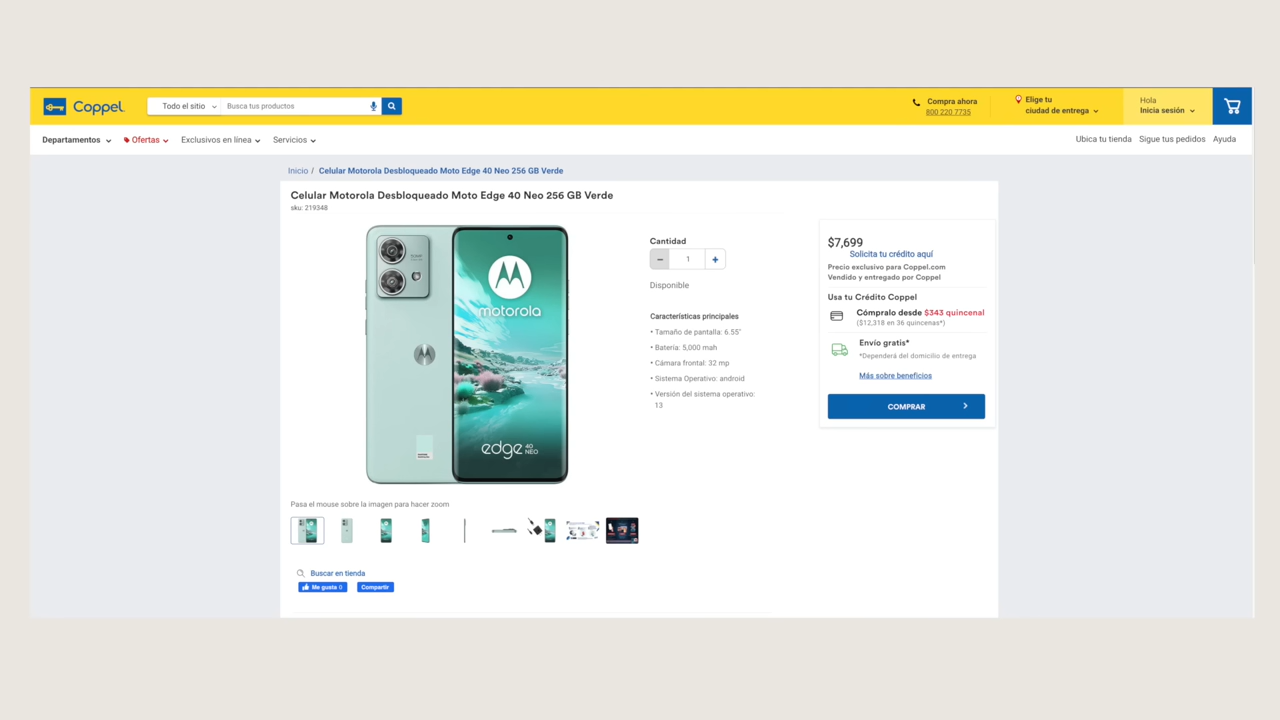 Coppel
Todo el sitio
Busca tus productos
Compra ahora
800 220 7735
Elige tu
ciudad de entrega
Hola
Inicia sesión
Departamentos
Ofertas
Exclusivos en línea
Servicios
Ubica tu tienda
Sigue tus pedidos
Ayuda
Inicio / Celular Motorola Desbloqueado Moto Edge 40 Neo 256 GB Verde
Celular Motorola Desbloqueado Moto Edge 40 Neo 256 GB Verde
sku: 219348
motorola
edge 40 NEO
Cantidad
− 1 +
Disponible
Características principales
• Tamaño de pantalla: 6.55"
• Batería: 5,000 mah
• Cámara frontal: 32 mp
• Sistema Operativo: android
• Versión del sistema operativo:
13
$7,699
Solicita tu crédito aquí
Precio exclusivo para Coppel.com
Vendido y entregado por Coppel
Usa tu Crédito Coppel
Cómpralo desde $343 quincenal
($12,318 en 36 quincenas*)
Envío gratis*
*Dependerá del domicilio de entrega
Más sobre beneficios
COMPRAR
Pasa el mouse sobre la imagen para hacer zoom
Buscar en tienda
Me gusta 0
Compartir